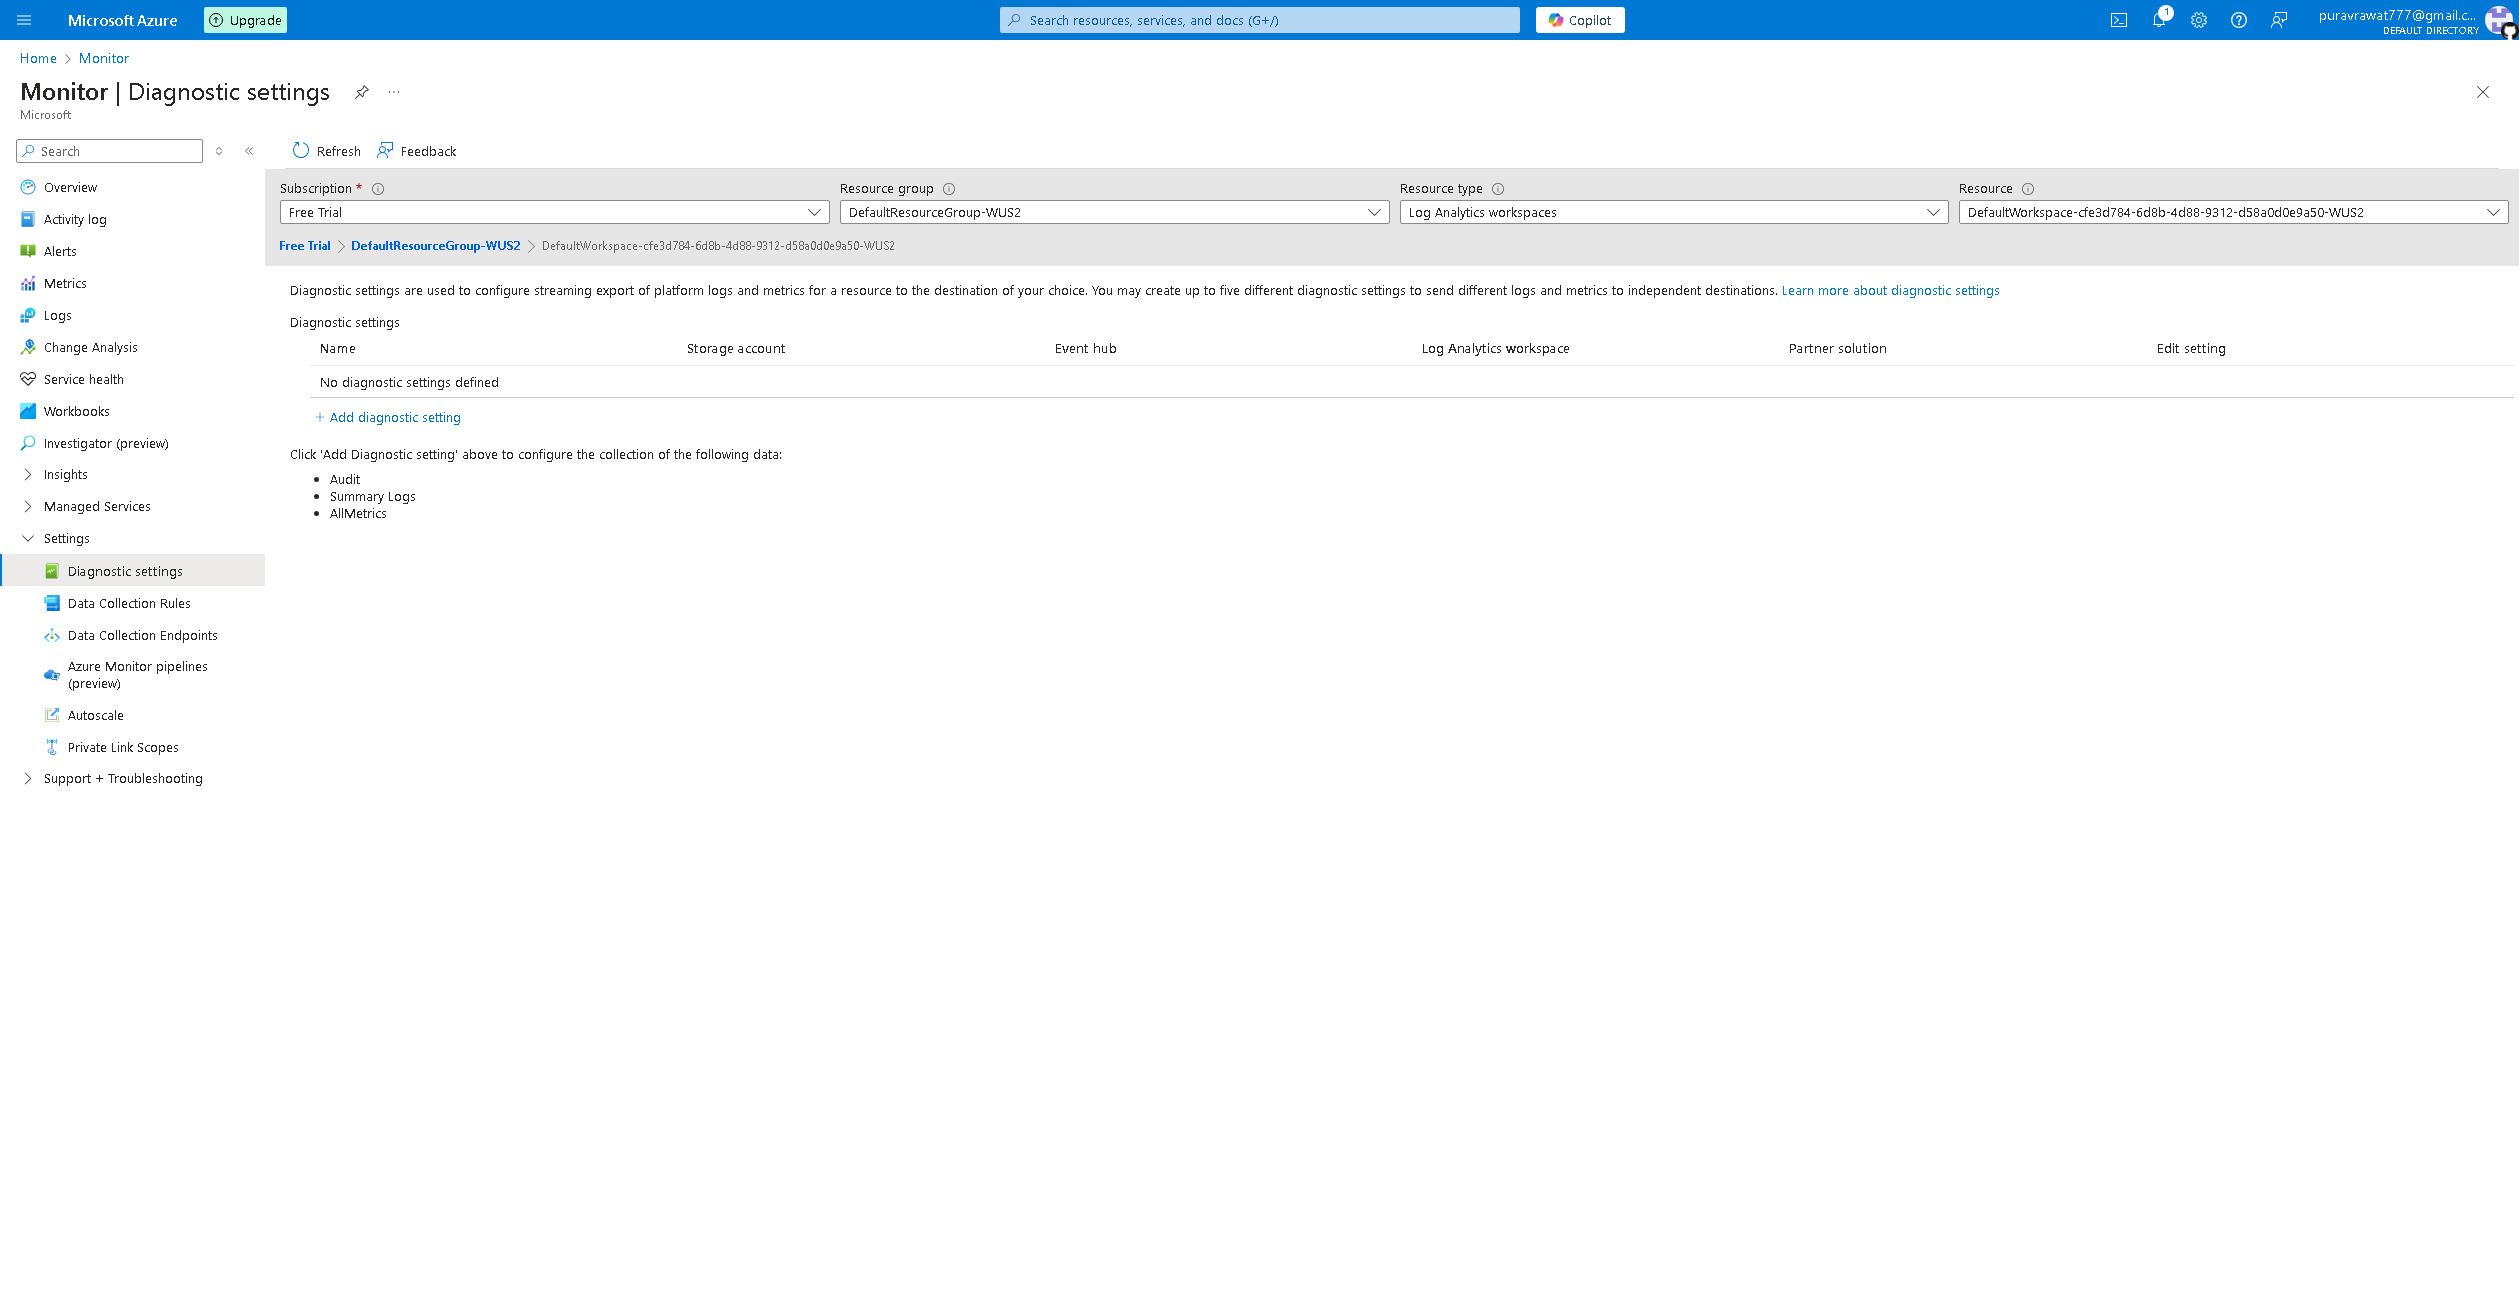 Microsoft Azure
Upgrade
Search resources, services, and docs (G+/)
Copilot
1
puravrawat777@gmail.c...
DEFAULT DIRECTORY
Home > Monitor
Monitor | Diagnostic settings
Microsoft
Search
Refresh
Feedback
Overview
Activity log
Alerts
Metrics
Logs
Change Analysis
Service health
Workbooks
Investigator (preview)
Insights
Managed Services
Settings
Diagnostic settings
Data Collection Rules
Data Collection Endpoints
Azure Monitor pipelines
(preview)
Autoscale
Private Link Scopes
Support + Troubleshooting
Subscription *
Free Trial
Resource group
DefaultResourceGroup-WUS2
Resource type
Log Analytics workspaces
Resource
DefaultWorkspace-cfe3d784-6d8b-4d88-9312-d58a0d0e9a50-WUS2
Free Trial > DefaultResourceGroup-WUS2 > DefaultWorkspace-cfe3d784-6d8b-4d88-9312-d58a0d0e9a50-WUS2
Diagnostic settings are used to configure streaming export of platform logs and metrics for a resource to the destination of your choice. You may create up to five different diagnostic settings to send different logs and metrics to independent destinations. Learn more about diagnostic settings
Diagnostic settings
Name Storage account Event hub Log Analytics workspace Partner solution Edit setting
No diagnostic settings defined
+ Add diagnostic setting
Click 'Add Diagnostic setting' above to configure the collection of the following data:
• Audit
• Summary Logs
• AllMetrics